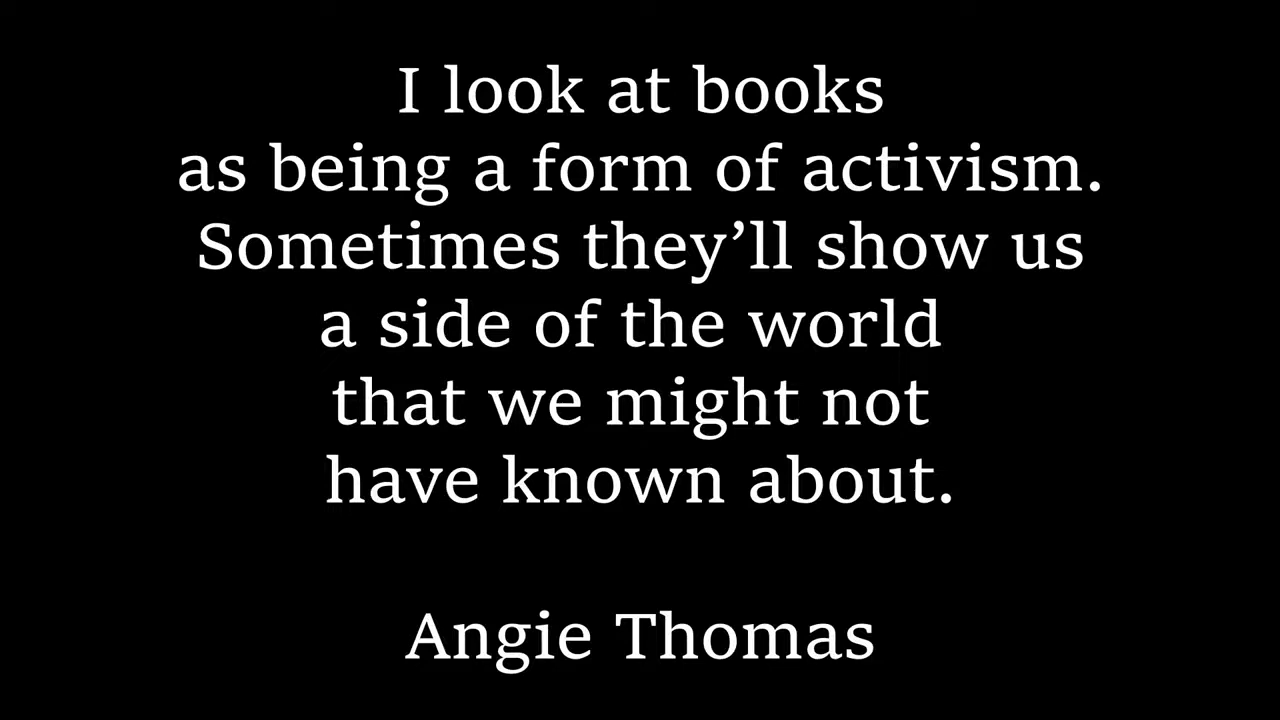 I look at books
as being a form of activism.
Sometimes they’ll show us
a side of the world
that we might not
have known about.
Angie Thomas